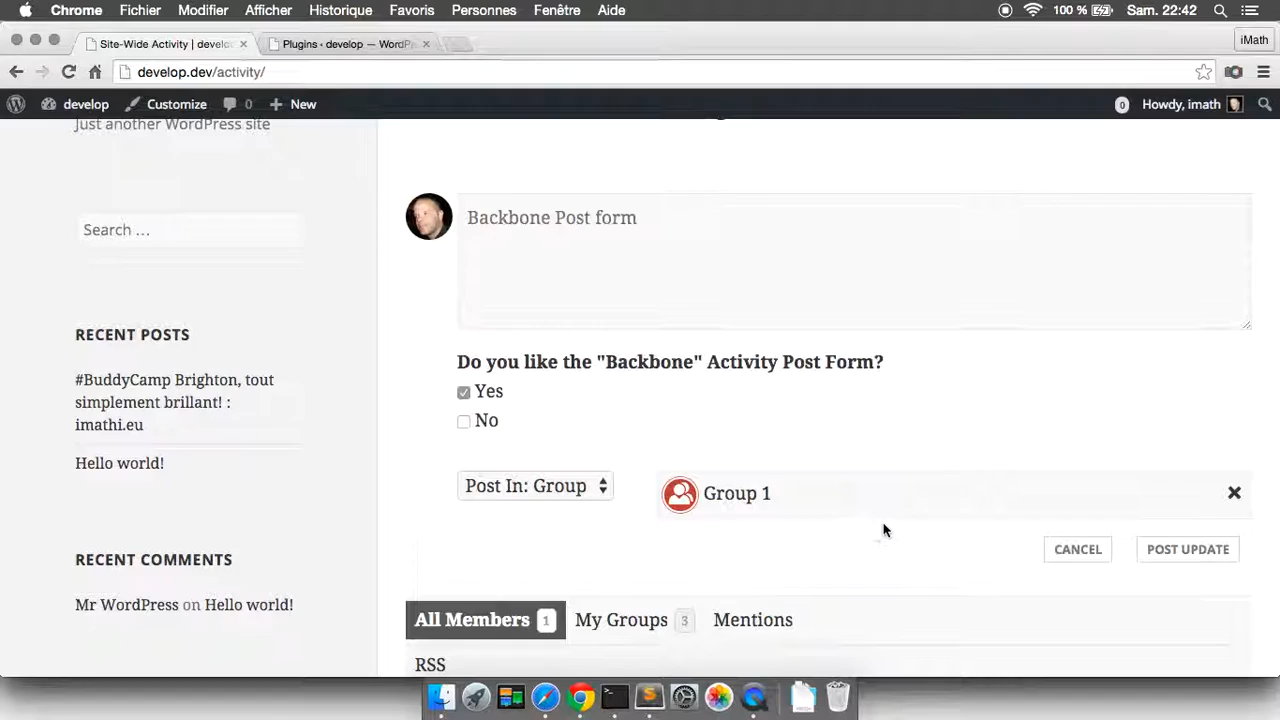 Chrome Fichier Modifier Afficher Historique Favoris Personnes Fenêtre Aide 100 % Sam. 22:42
Site-Wide Activity | develo
Plugins ‹ develop — WordP
iMath
develop.dev/activity/
develop Customize 0 New 0 Howdy, imath
Just another WordPress site
Search ...
RECENT POSTS
#BuddyCamp Brighton, tout
simplement brillant! :
imathi.eu
Hello world!
RECENT COMMENTS
Mr WordPress on Hello world!
Backbone Post form
Do you like the "Backbone" Activity Post Form?
Yes
No
Post In: Group Group 1
CANCEL POST UPDATE
All Members 1 My Groups 3 Mentions
RSS